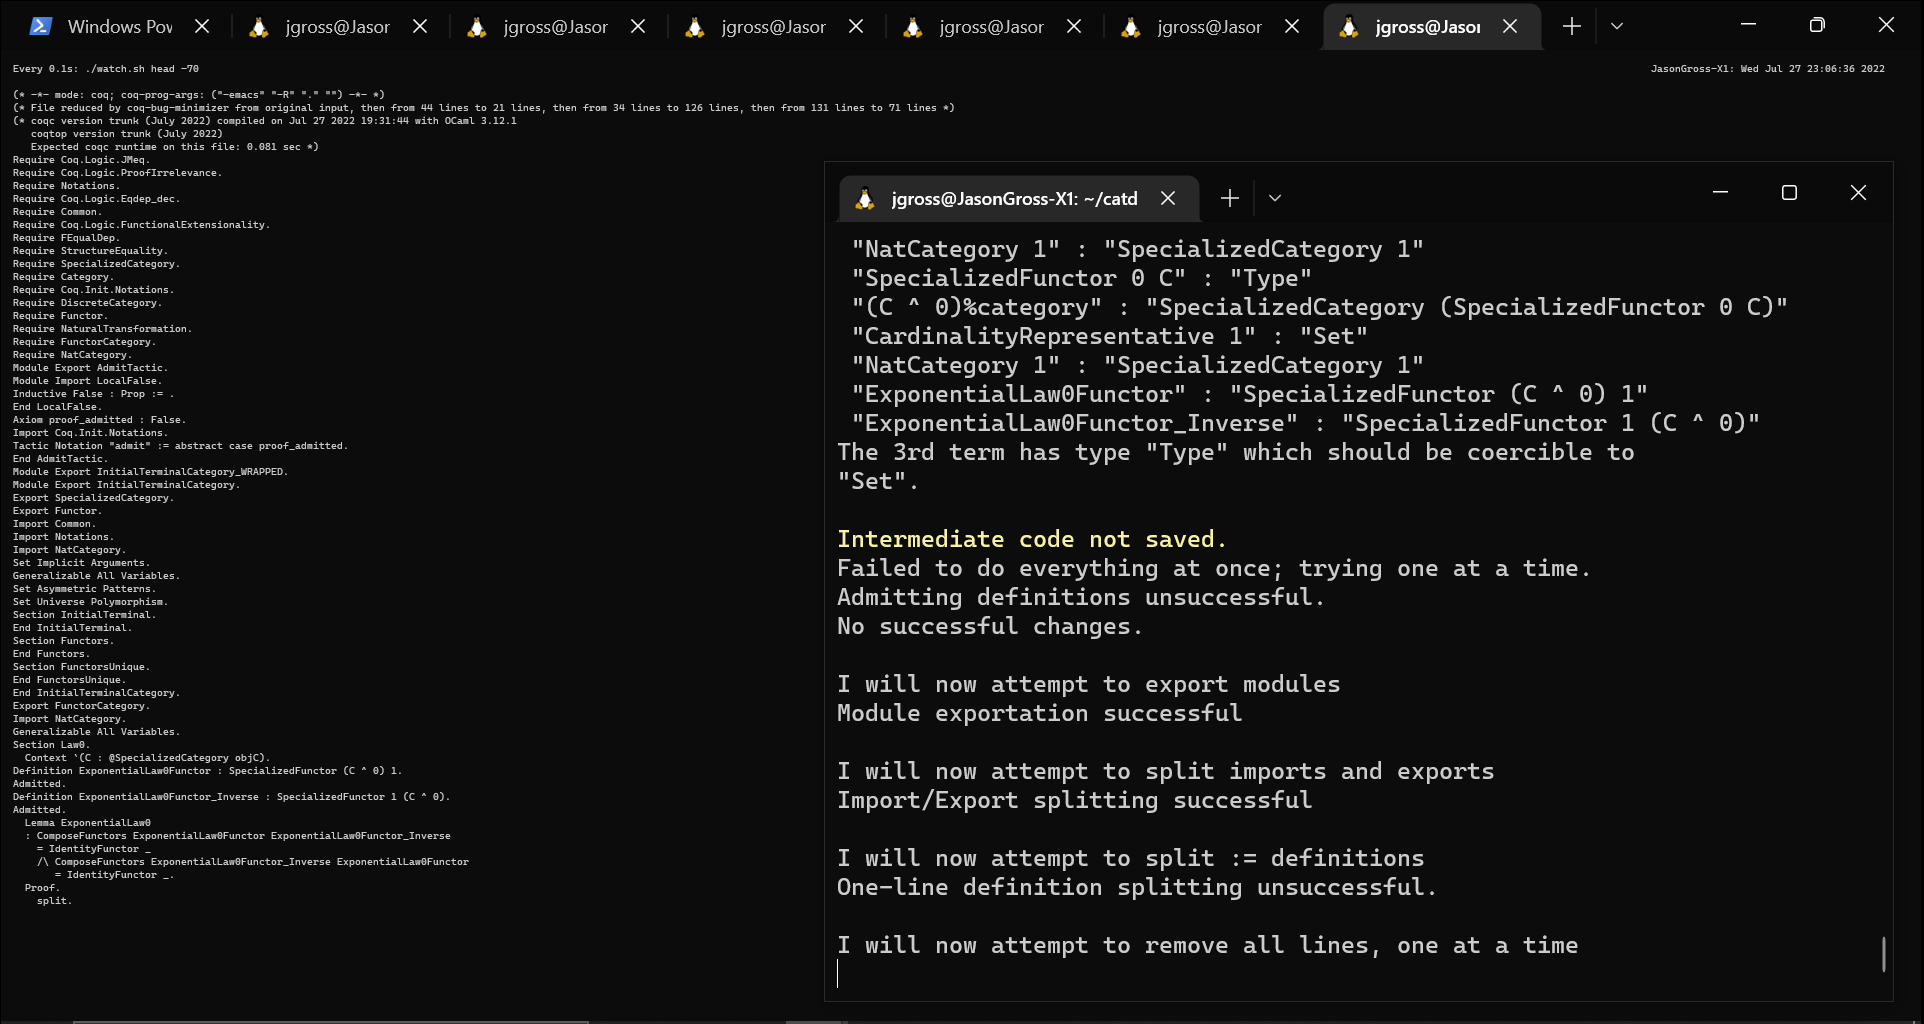 Windows Pov
jgross@Jasor
jgross@Jasor
jgross@Jasor
jgross@Jasor
jgross@Jasor
jgross@Jasor
Every 0.1s: ./watch.sh head -70
JasonGross-X1: Wed Jul 27 23:06:36 2022
(* -*- mode: coq; coq-prog-args: ("-emacs" "-R" "." "") -*- *)
(* File reduced by coq-bug-minimizer from original input, then from 44 lines to 21 lines, then from 34 lines to 126 lines, then from 131 lines to 71 lines *)
(* coqc version trunk (July 2022) compiled on Jul 27 2022 19:31:44 with OCaml 3.12.1
coqtop version trunk (July 2022)
Expected coqc runtime on this file: 0.081 sec *)
Require Coq.Logic.JMeq.
Require Coq.Logic.ProofIrrelevance.
Require Notations.
Require Coq.Logic.Eqdep_dec.
Require Common.
Require Coq.Logic.FunctionalExtensionality.
Require FEqualDep.
Require StructureEquality.
Require SpecializedCategory.
Require Category.
Require Coq.Init.Notations.
Require DiscreteCategory.
Require Functor.
Require NaturalTransformation.
Require FunctorCategory.
Require NatCategory.
Module Export AdmitTactic.
Module Import LocalFalse.
Inductive False : Prop := .
End LocalFalse.
Axiom proof_admitted : False.
Import Coq.Init.Notations.
Tactic Notation "admit" := abstract case proof_admitted.
End AdmitTactic.
Module Export InitialTerminalCategory_WRAPPED.
Module Export InitialTerminalCategory.
Export SpecializedCategory.
Export Functor.
Import Common.
Import Notations.
Import NatCategory.
Set Implicit Arguments.
Generalizable All Variables.
Set Asymmetric Patterns.
Set Universe Polymorphism.
Section InitialTerminal.
End InitialTerminal.
Section Functors.
End Functors.
Section FunctorsUnique.
End FunctorsUnique.
End InitialTerminalCategory.
Export FunctorCategory.
Import NatCategory.
Generalizable All Variables.
Section Law0.
Context `(C : @SpecializedCategory objC).
Definition ExponentialLaw0Functor : SpecializedFunctor (C ^ 0) 1.
Admitted.
Definition ExponentialLaw0Functor_Inverse : SpecializedFunctor 1 (C ^ 0).
Admitted.
Lemma ExponentialLaw0
: ComposeFunctors ExponentialLaw0Functor ExponentialLaw0Functor_Inverse
= IdentityFunctor _
/\ ComposeFunctors ExponentialLaw0Functor_Inverse ExponentialLaw0Functor
= IdentityFunctor _.
Proof.
split.
jgross@JasonGross-X1: ~/catd
"NatCategory 1" : "SpecializedCategory 1"
"SpecializedFunctor 0 C" : "Type"
"(C ^ 0)%category" : "SpecializedCategory (SpecializedFunctor 0 C)"
"CardinalityRepresentative 1" : "Set"
"NatCategory 1" : "SpecializedCategory 1"
"ExponentialLaw0Functor" : "SpecializedFunctor (C ^ 0) 1"
"ExponentialLaw0Functor_Inverse" : "SpecializedFunctor 1 (C ^ 0)"
The 3rd term has type "Type" which should be coercible to
"Set".
Intermediate code not saved.
Failed to do everything at once; trying one at a time.
Admitting definitions unsuccessful.
No successful changes.
I will now attempt to export modules
Module exportation successful
I will now attempt to split imports and exports
Import/Export splitting successful
I will now attempt to split := definitions
One-line definition splitting unsuccessful.
I will now attempt to remove all lines, one at a time